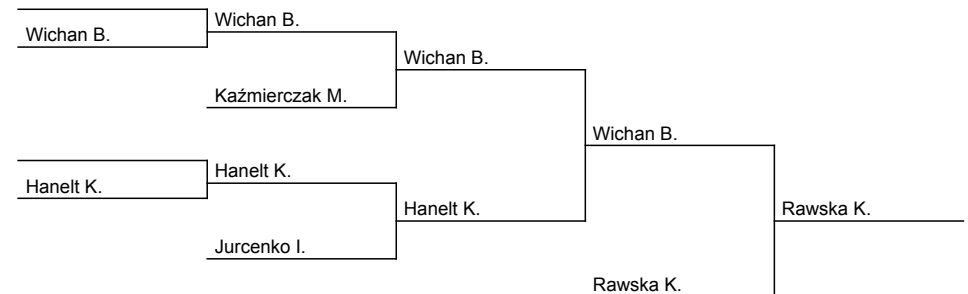 Wichan B.
Wichan B.
Wichan B.
Kaźmierczak M.
Wichan B.
Hanelt K.
Hanelt K.
Hanelt K.
Rawska K.
Jurcenko I.
Rawska K.